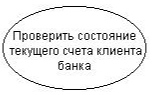 Проверить состояние
текущего счета клиента
банка